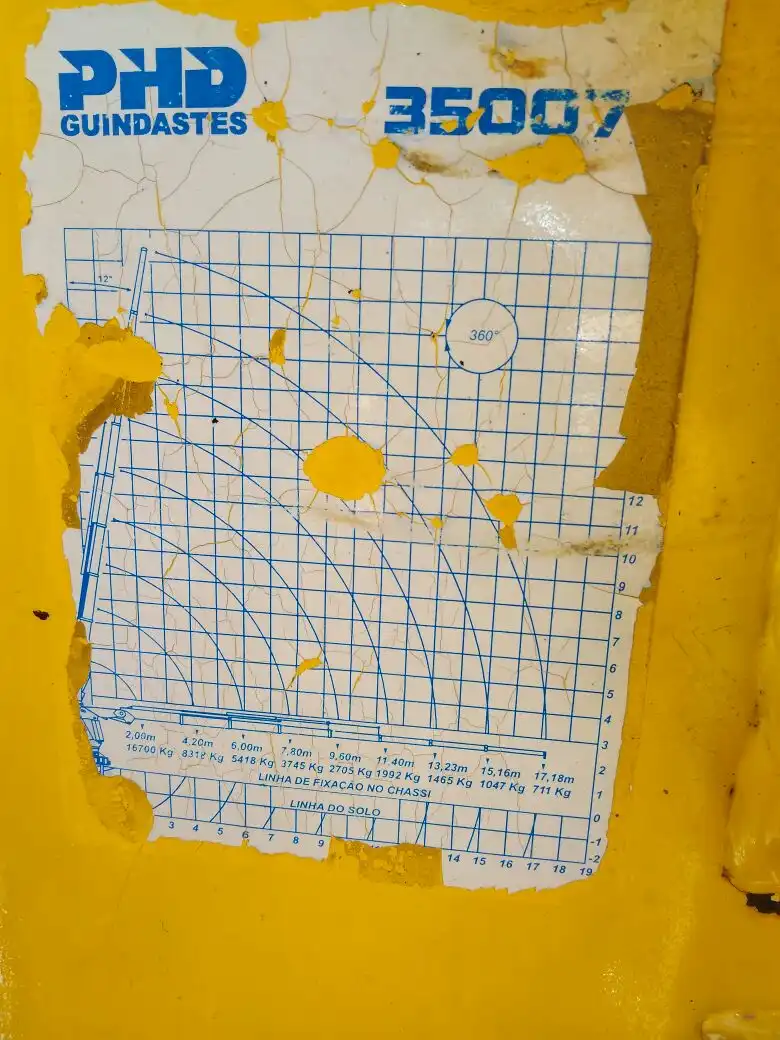 PHD
GUINDASTES
35007
12°
360°
12
11
10
9
8
7
6
5
4
3
2
1
0
-1
-2
2,00m 4,20m 6,00m 7,80m 9,60m 11,40m 13,23m 15,16m 17,18m
16700 Kg 8318 Kg 5418 Kg 3745 Kg 2705 Kg 1992 Kg 1465 Kg 1047 Kg 711 Kg
LINHA DE FIXAÇÃO NO CHASSI
LINHA DO SOLO
3 4 5 6 7 8 9 14 15 16 17 18 19